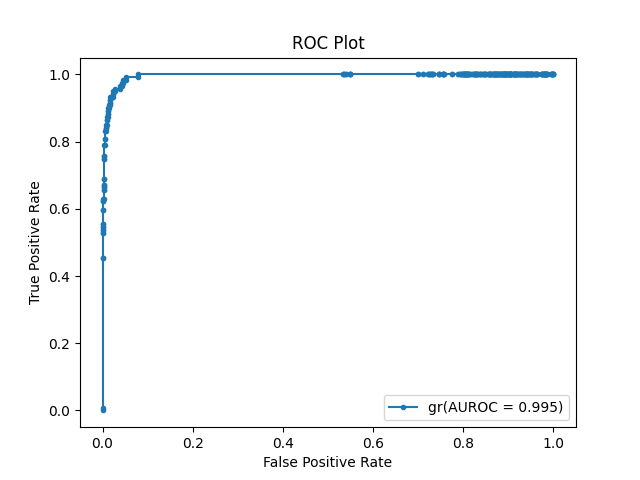 ROC Plot
1.0
0.8
0.6
0.4
0.2
0.0
True Positive Rate
gr(AUROC = 0.995)
0.0 0.2 0.4 0.6 0.8 1.0
False Positive Rate